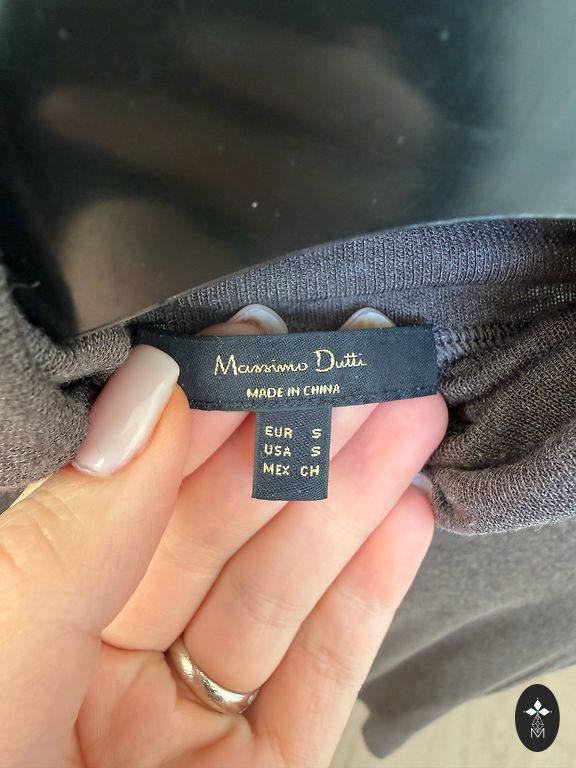 Massimo Dutti
MADE IN CHINA
EUR S
USA S
MEX CH
M